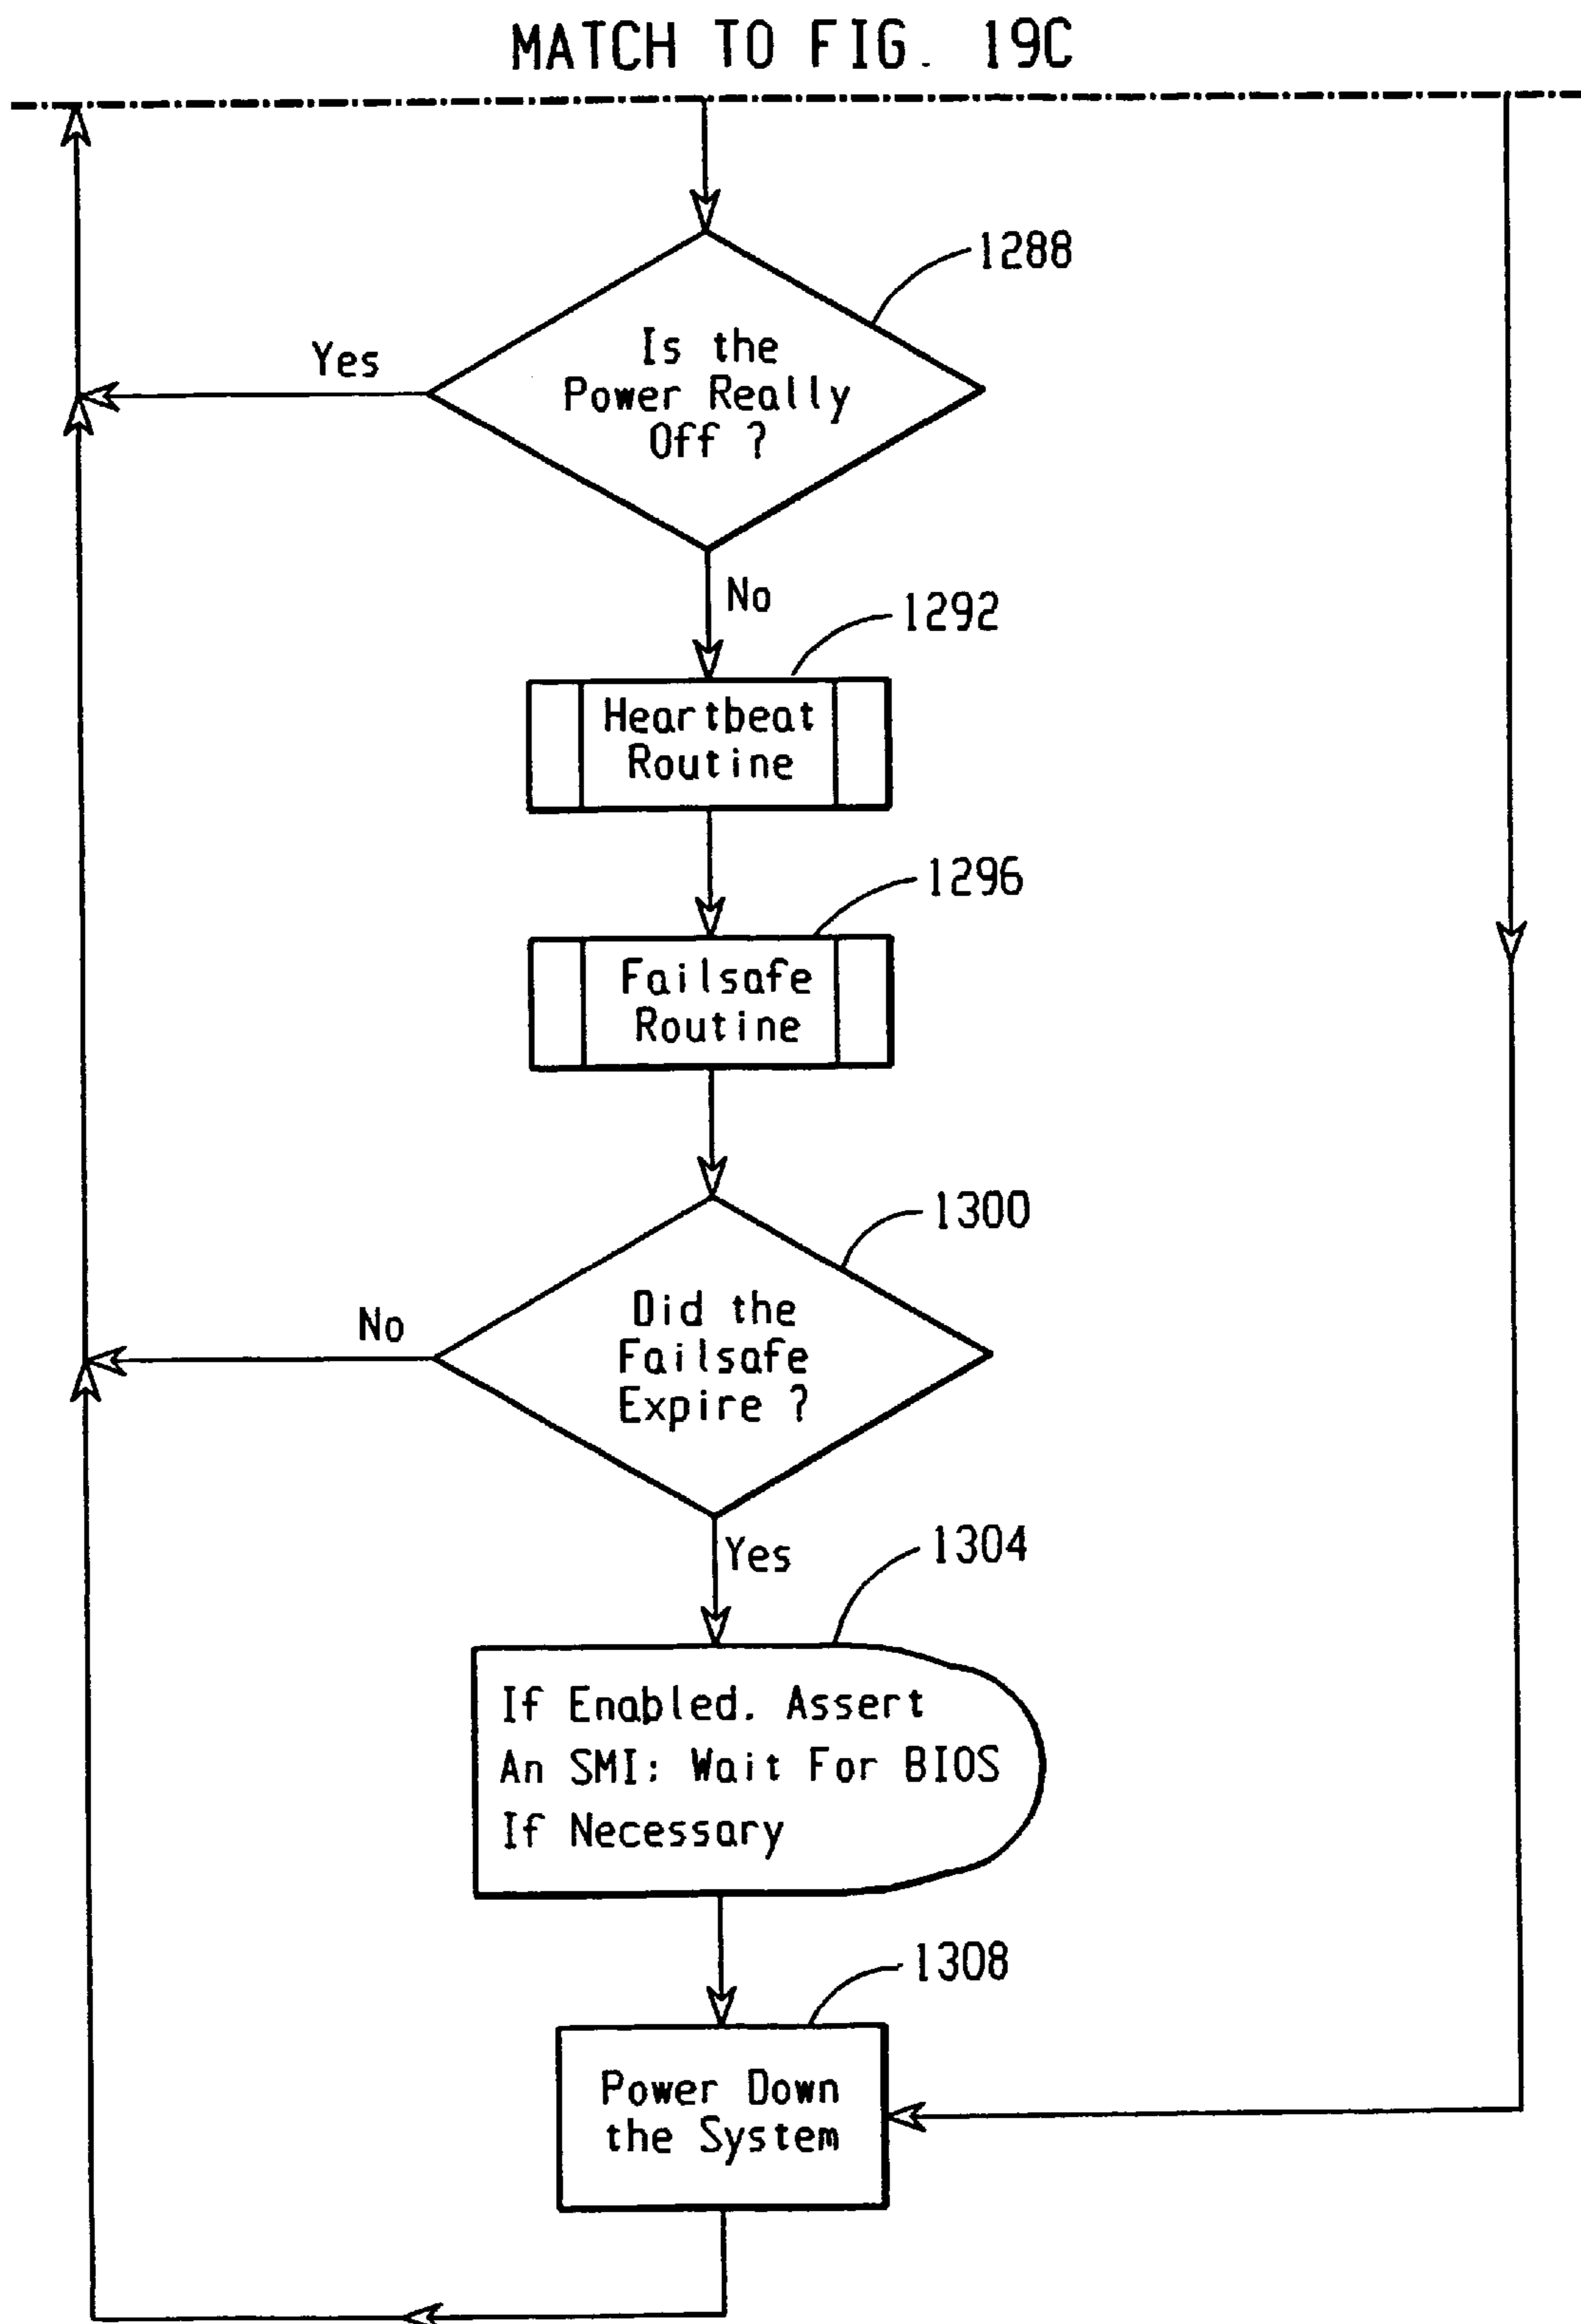 MATCH TO FIG. 19C
1288
Is the
Power Really
Off ?
Yes
No
1292
Heartbeat
Routine
1296
Failsafe
Routine
1300
Did the
Failsafe
Expire ?
No
Yes
1304
If Enabled. Assert
An SMI: Wait For BIOS
If Necessary
1308
Power Down
the System